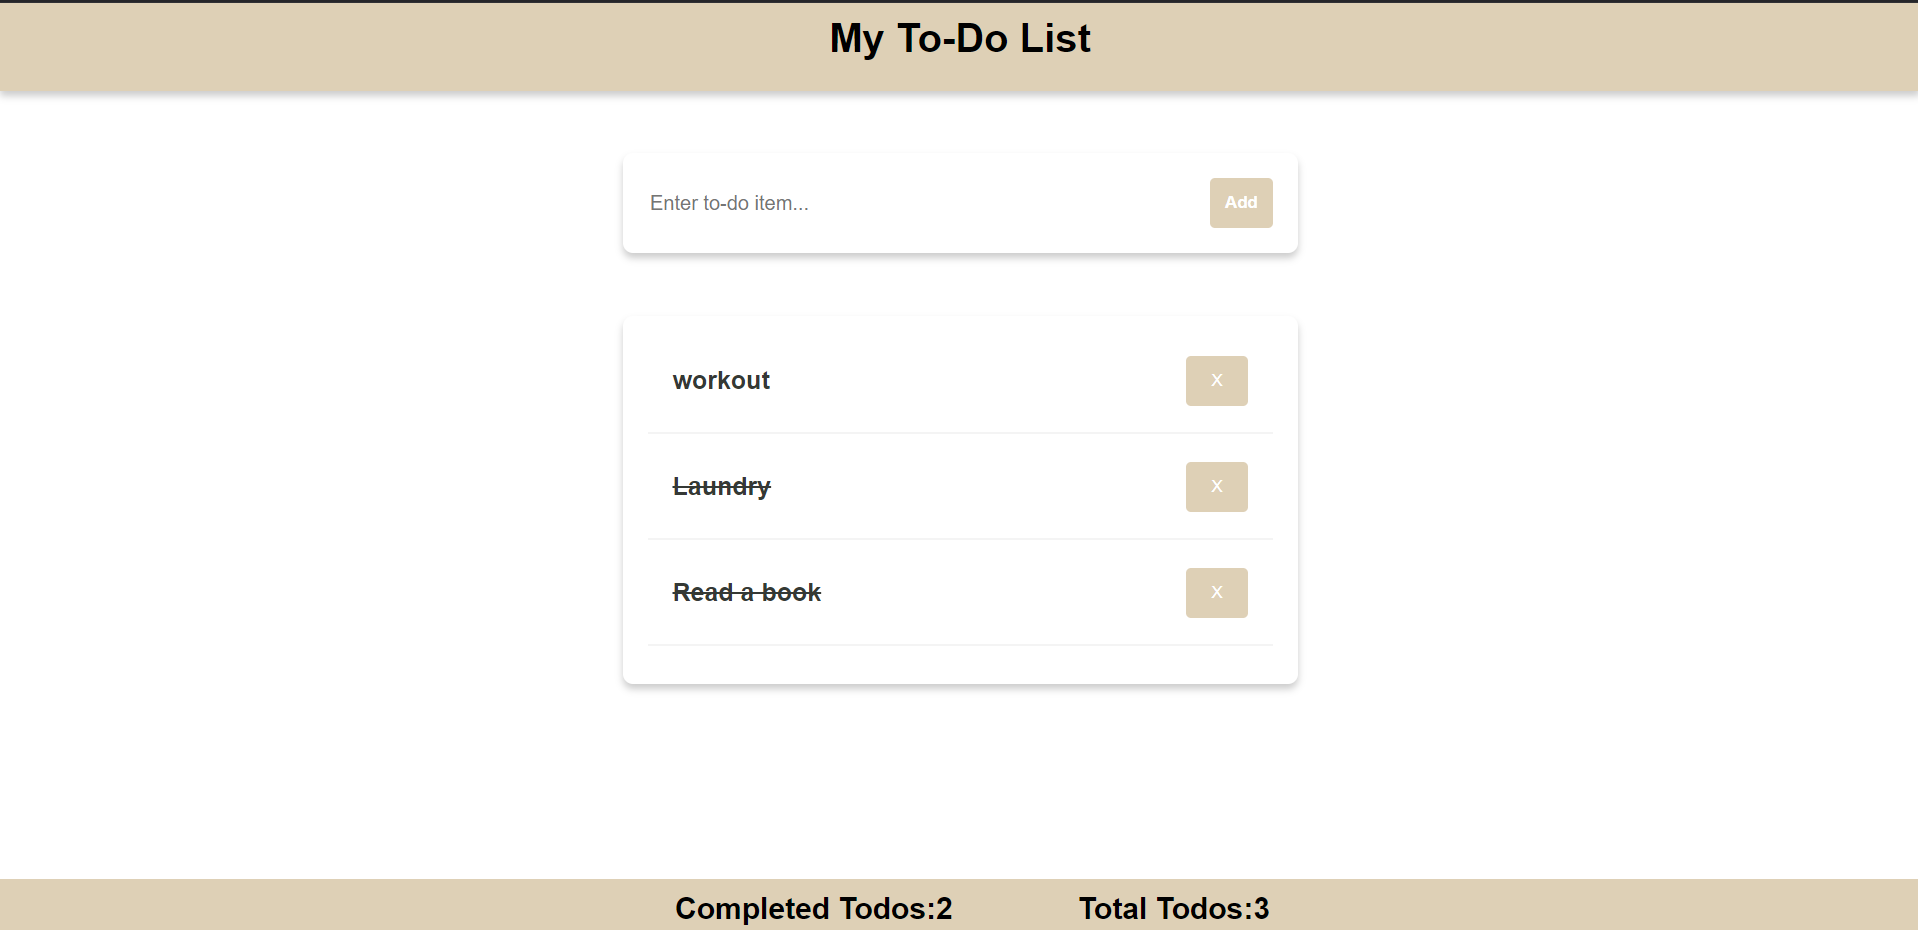 My To-Do List
Enter to-do item...
Add
workout
X
Laundry
X
Read a book
X
Completed Todos:2
Total Todos:3